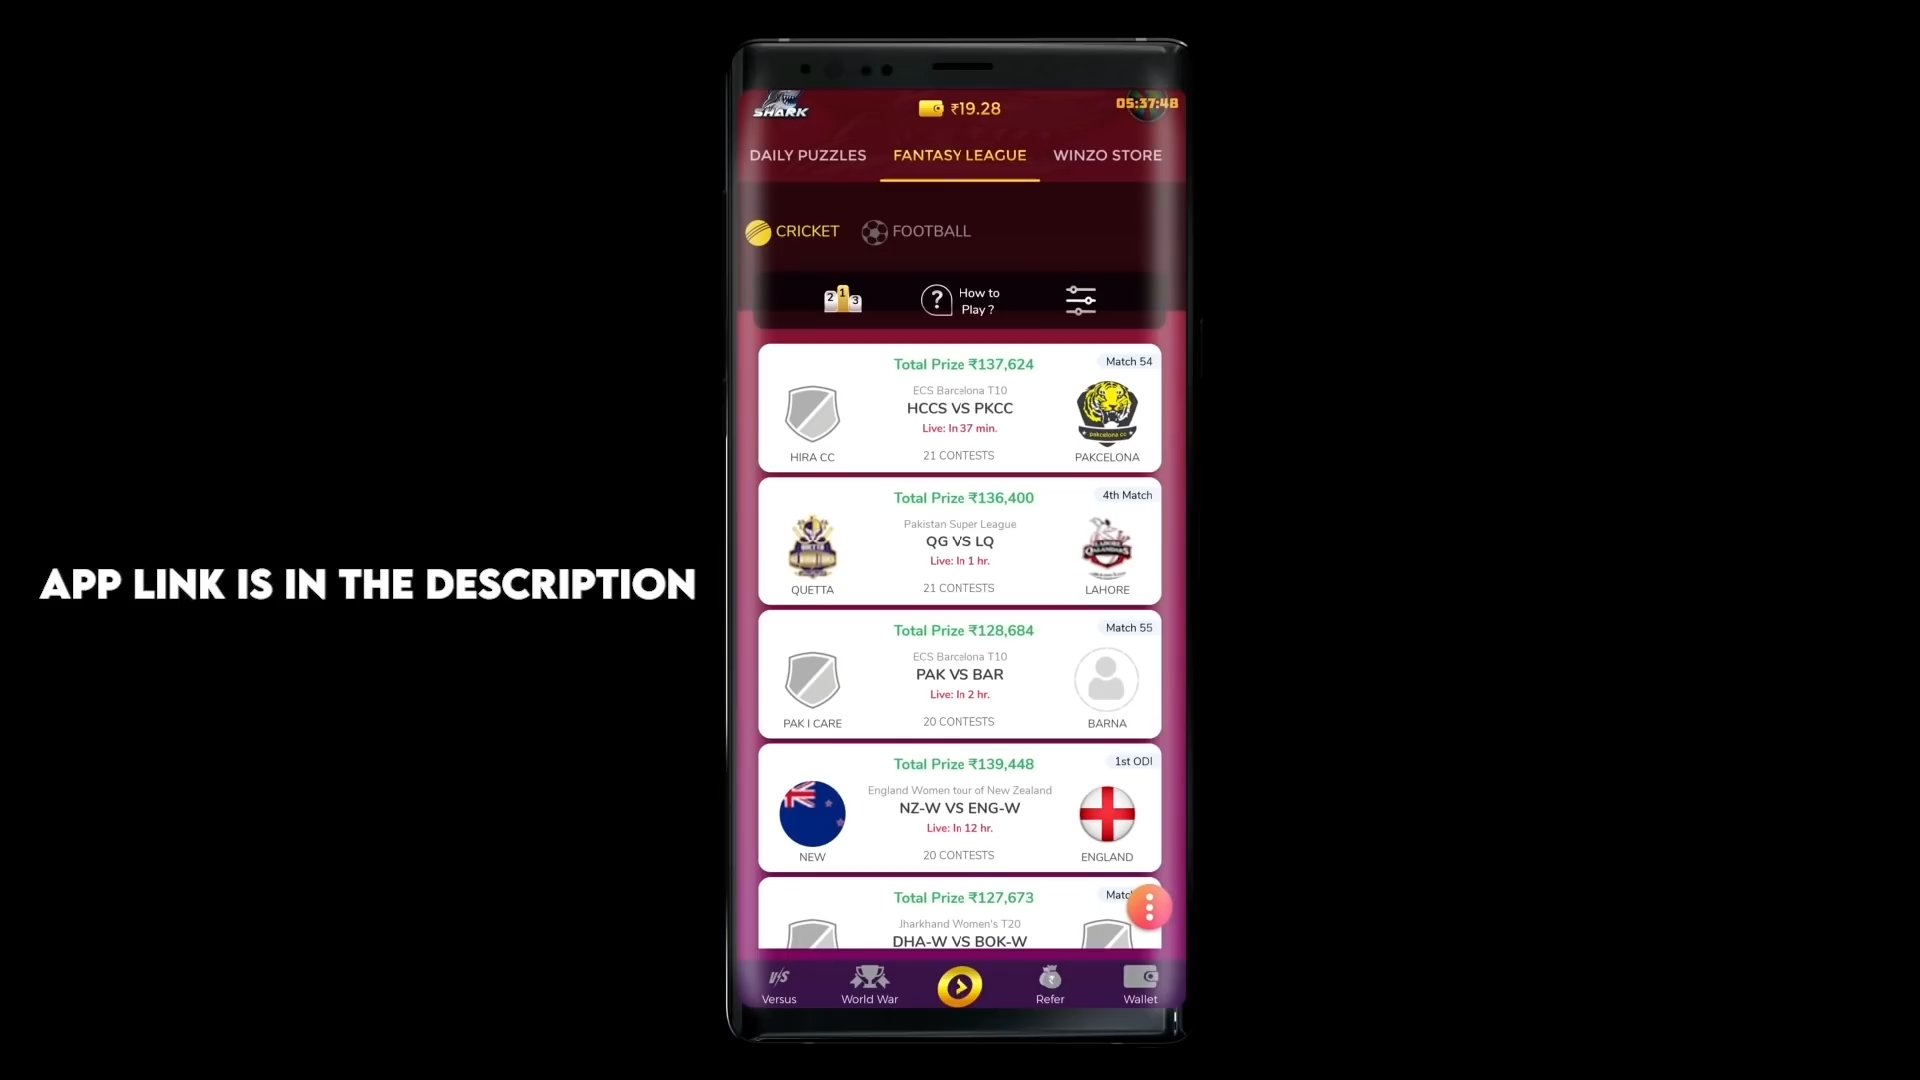 SHARK
₹19.28
05:37:48
DAILY PUZZLES
FANTASY LEAGUE
WINZO STORE
CRICKET
FOOTBALL
2 1 3
How to
Play ?
Total Prize ₹137,624
Match 54
ECS Barcelona T10
HCCS VS PKCC
Live: In 37 min.
pakcelona cc
HIRA CC
21 CONTESTS
PAKCELONA
Total Prize ₹136,400
4th Match
Pakistan Super League
QG VS LQ
Live: In 1 hr.
QUETTA
21 CONTESTS
LAHORE
APP LINK IS IN THE DESCRIPTION
Total Prize ₹128,684
Match 55
ECS Barcelona T10
PAK VS BAR
Live: In 2 hr.
PAK I CARE
20 CONTESTS
BARNA
Total Prize ₹139,448
1st ODI
England Women tour of New Zealand
NZ-W VS ENG-W
Live: In 12 hr.
NEW
20 CONTESTS
ENGLAND
Total Prize ₹127,673
Jharkhand Women's T20
DHA-W VS BOK-W
V/S
Versus
World War
Refer
Wallet